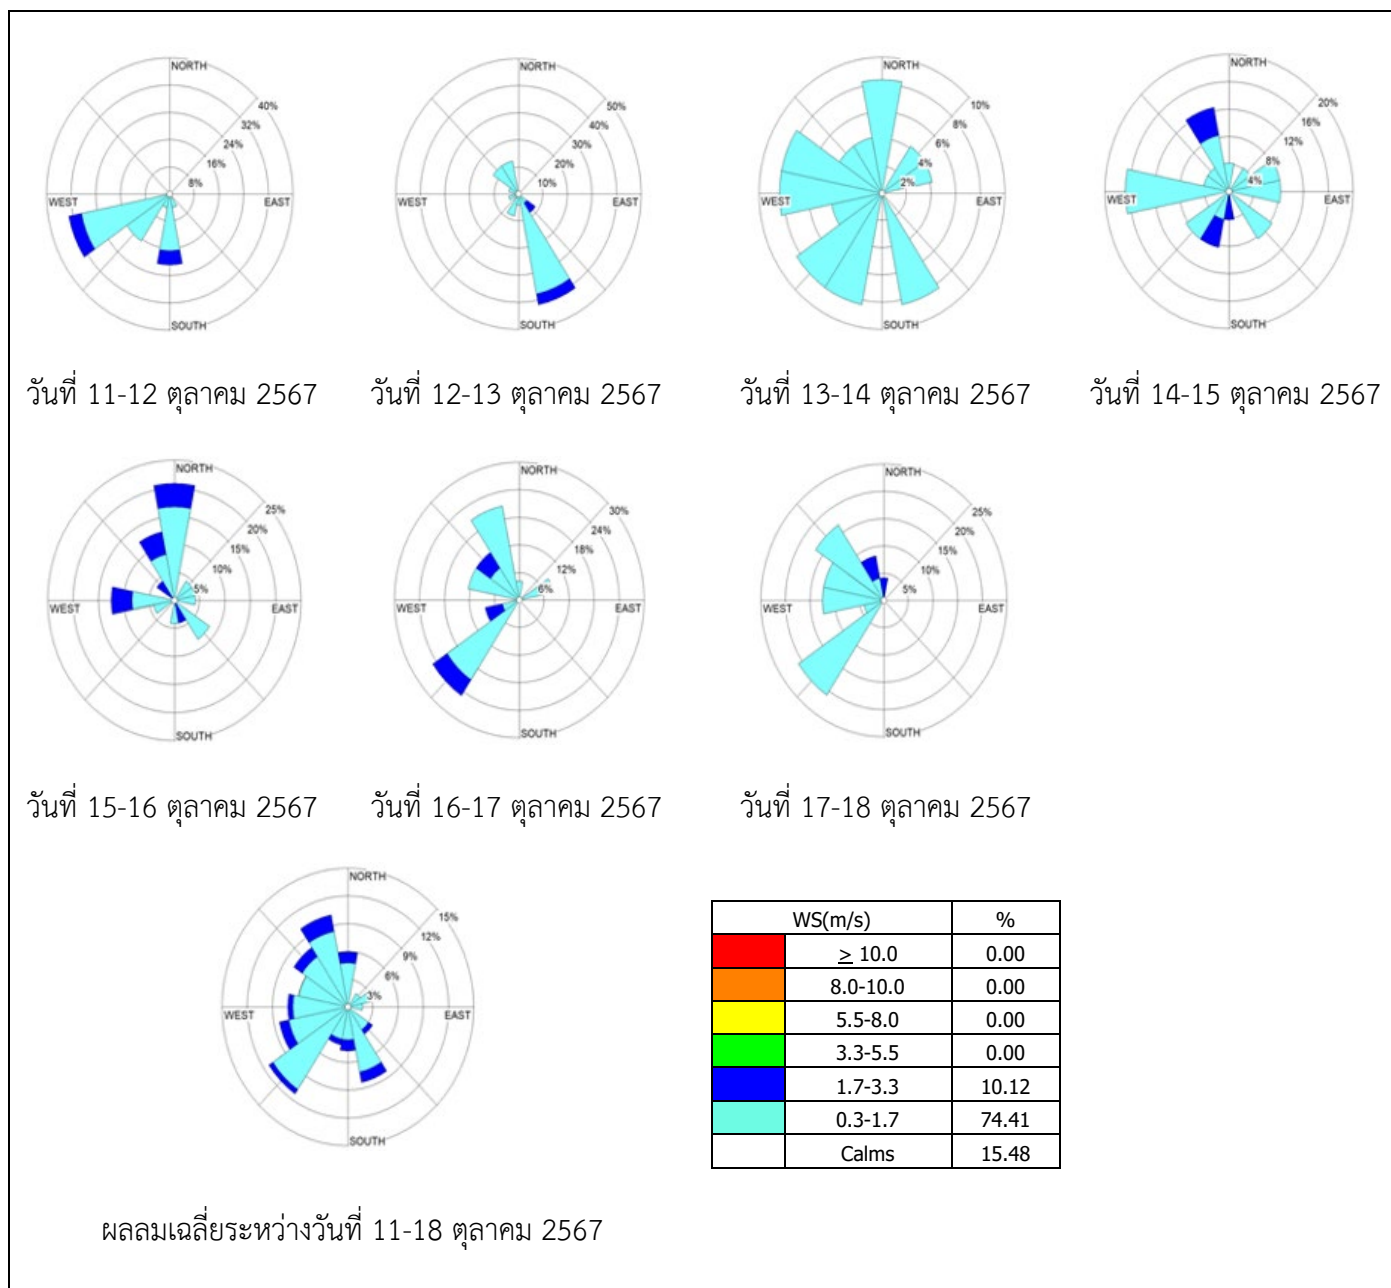 NORTH
40%
32%
24%
16%
8%
WEST
EAST
SOUTH
วันที่ 11-12 ตุลาคม 2567
NORTH
50%
40%
30%
20%
10%
WEST
EAST
SOUTH
วันที่ 12-13 ตุลาคม 2567
NORTH
10%
8%
6%
4%
2%
WEST
EAST
SOUTH
วันที่ 13-14 ตุลาคม 2567
NORTH
20%
16%
12%
8%
4%
WEST
EAST
SOUTH
วันที่ 14-15 ตุลาคม 2567
NORTH
25%
20%
15%
10%
5%
WEST
EAST
SOUTH
วันที่ 15-16 ตุลาคม 2567
NORTH
30%
24%
18%
12%
6%
WEST
EAST
SOUTH
วันที่ 16-17 ตุลาคม 2567
NORTH
25%
20%
15%
10%
5%
WEST
EAST
SOUTH
วันที่ 17-18 ตุลาคม 2567
NORTH
15%
12%
9%
6%
3%
WEST
EAST
SOUTH
ผลลมเฉลี่ยระหว่างวันที่ 11-18 ตุลาคม 2567
WS(m/s) %
≥ 10.0 0.00
8.0-10.0 0.00
5.5-8.0 0.00
3.3-5.5 0.00
1.7-3.3 10.12
0.3-1.7 74.41
Calms 15.48